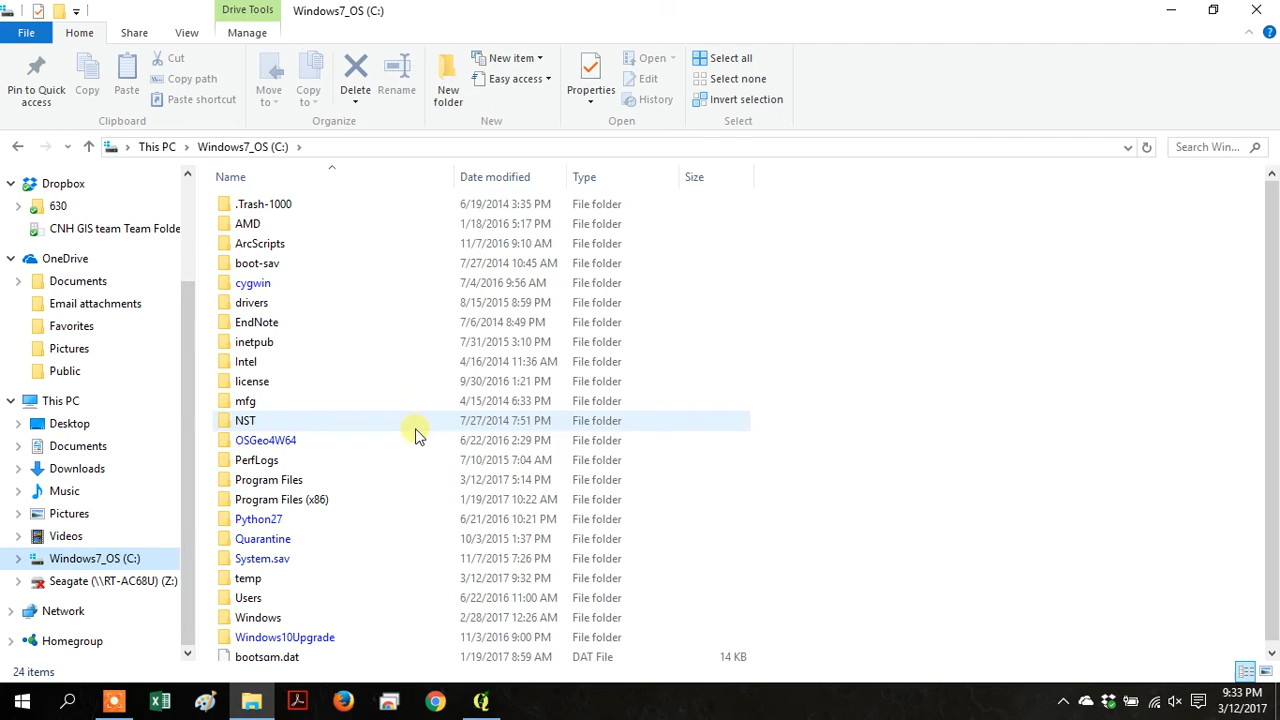 Drive Tools
Windows7_OS (C:)
File
Home
Share
View
Manage
Pin to Quick access
Copy
Paste
Cut
Copy path
Paste shortcut
Clipboard
Move to
Copy to
Delete
Rename
Organize
New folder
New item
Easy access
New
Properties
Open
Edit
History
Open
Select all
Select none
Invert selection
Select
This PC
Windows7_OS (C:)
Search Win...
Dropbox
630
CNH GIS team Team Folde
OneDrive
Documents
Email attachments
Favorites
Pictures
Public
This PC
Desktop
Documents
Downloads
Music
Pictures
Videos
Windows7_OS (C:)
Seagate (\\RT-AC68U) (Z:)
Network
Homegroup
Name Date modified Type Size
.Trash-1000 6/19/2014 3:35 PM File folder
AMD 1/18/2016 5:17 PM File folder
ArcScripts 11/7/2016 9:10 AM File folder
boot-sav 7/27/2014 10:45 AM File folder
cygwin 7/4/2016 9:56 AM File folder
drivers 8/15/2015 8:59 PM File folder
EndNote 7/6/2014 8:49 PM File folder
inetpub 7/31/2015 3:10 PM File folder
Intel 4/16/2014 11:36 AM File folder
license 9/30/2016 1:21 PM File folder
mfg 4/15/2014 6:33 PM File folder
NST 7/27/2014 7:51 PM File folder
OSGeo4W64 6/22/2016 2:29 PM File folder
PerfLogs 7/10/2015 7:04 AM File folder
Program Files 3/12/2017 5:14 PM File folder
Program Files (x86) 1/19/2017 10:22 AM File folder
Python27 6/21/2016 10:21 PM File folder
Quarantine 10/3/2015 1:37 PM File folder
System.sav 11/7/2015 7:26 PM File folder
temp 3/12/2017 9:32 PM File folder
Users 6/22/2016 11:00 AM File folder
Windows 2/28/2017 12:26 AM File folder
Windows10Upgrade 11/3/2016 9:00 PM File folder
bootsqm.dat 1/19/2017 8:59 AM DAT File 14 KB
24 items
9:33 PM
3/12/2017